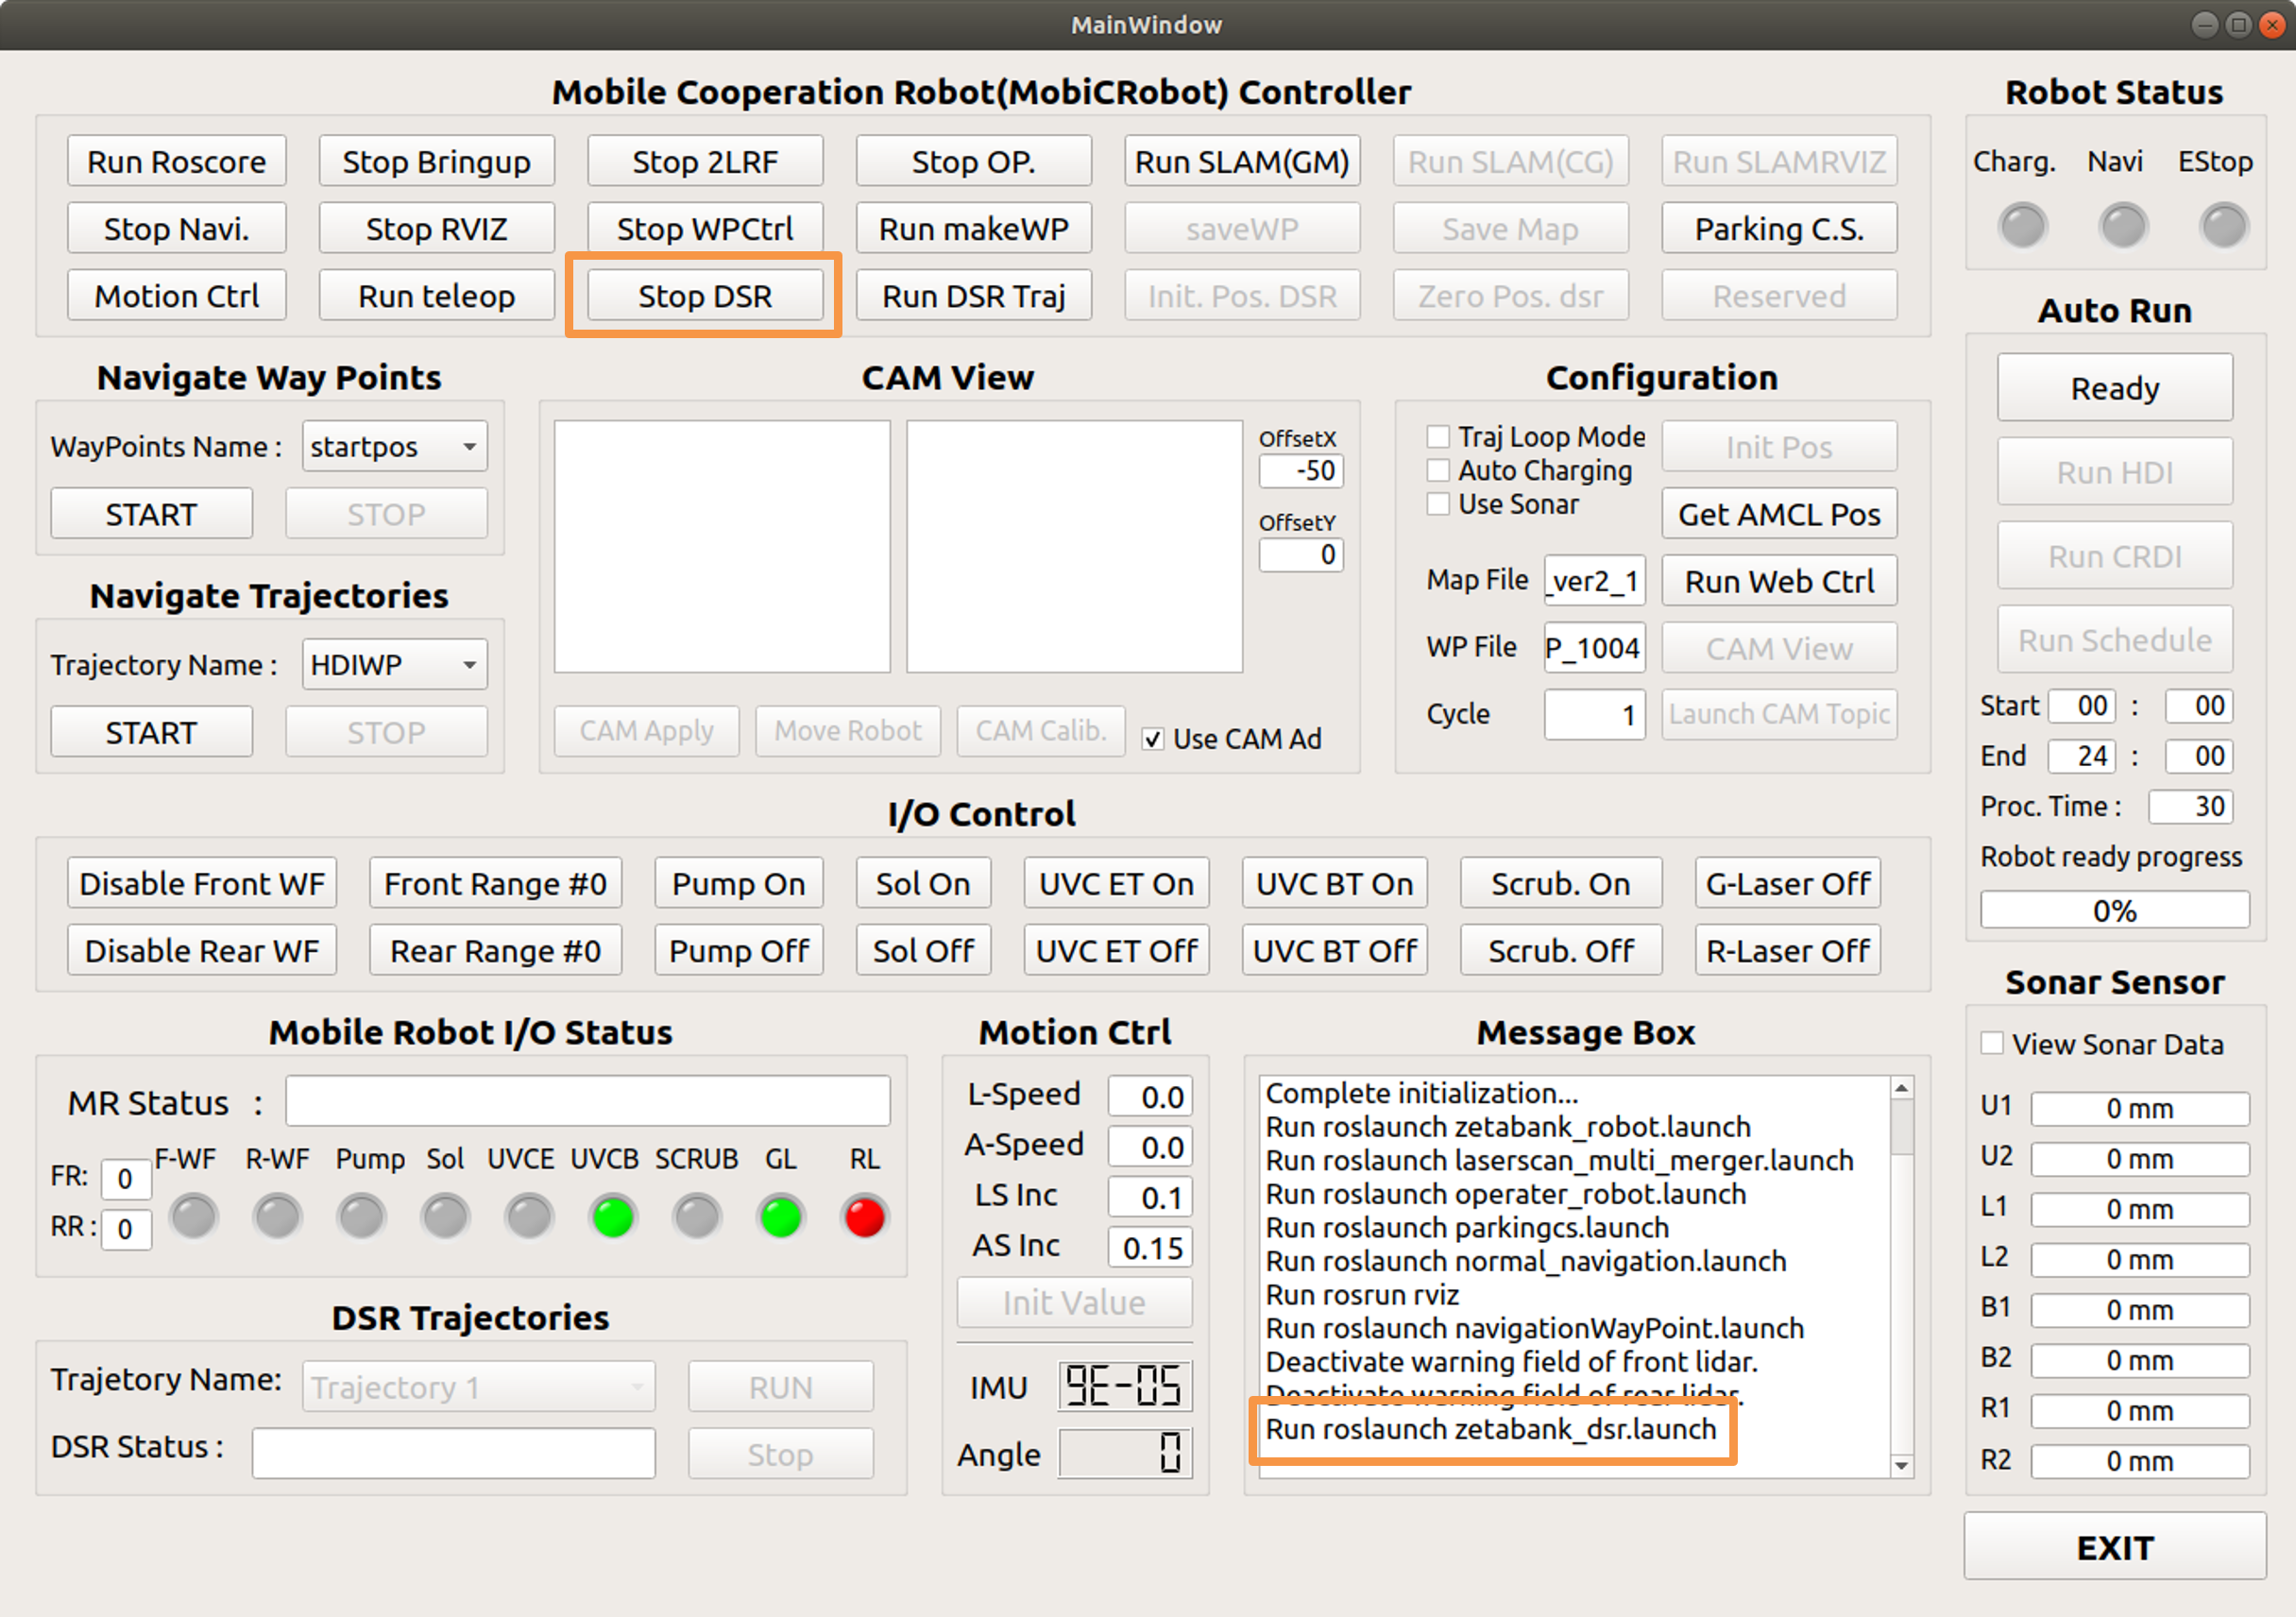 MainWindow
Mobile Cooperation Robot(MobiCRobot) Controller
Run Roscore
Stop Bringup
Stop 2LRF
Stop OP.
Run SLAM(GM)
Run SLAM(CG)
Run SLAMRVIZ
Stop Navi.
Stop RVIZ
Stop WPCtrl
Run makeWP
saveWP
Save Map
Parking C.S.
Motion Ctrl
Run teleop
Stop DSR
Run DSR Traj
Init. Pos. DSR
Zero Pos. dsr
Reserved
Robot Status
Charg.
Navi
EStop
Navigate Way Points
WayPoints Name :
startpos
START
STOP
Navigate Trajectories
Trajectory Name :
HDIWP
START
STOP
CAM View
OffsetX
-50
OffsetY
0
CAM Apply
Move Robot
CAM Calib.
Use CAM Ad
Configuration
Traj Loop Mode
Auto Charging
Use Sonar
Init Pos
Get AMCL Pos
Map File
_ver2_1
Run Web Ctrl
WP File
P_1004
CAM View
Cycle
1
Launch CAM Topic
Auto Run
Ready
Run HDI
Run CRDI
Run Schedule
Start 00 : 00
End 24 : 00
Proc. Time : 30
Robot ready progress
0%
I/O Control
Disable Front WF
Front Range #0
Pump On
Sol On
UVC ET On
UVC BT On
Scrub. On
G-Laser Off
Disable Rear WF
Rear Range #0
Pump Off
Sol Off
UVC ET Off
UVC BT Off
Scrub. Off
R-Laser Off
Mobile Robot I/O Status
MR Status :
F-WF
R-WF
Pump
Sol
UVCE
UVCB
SCRUB
GL
RL
FR: 0
RR : 0
DSR Trajectories
Trajetory Name:
Trajectory 1
RUN
DSR Status :
Stop
Motion Ctrl
L-Speed 0.0
A-Speed 0.0
LS Inc 0.1
AS Inc 0.15
Init Value
IMU 9E-05
Angle 0
Message Box
Complete initialization...
Run roslaunch zetabank_robot.launch
Run roslaunch laserscan_multi_merger.launch
Run roslaunch operater_robot.launch
Run roslaunch parkingcs.launch
Run roslaunch normal_navigation.launch
Run rosrun rviz
Run roslaunch navigationWayPoint.launch
Deactivate warning field of front lidar.
Deactivate warning field of rear lidar.
Run roslaunch zetabank_dsr.launch
Sonar Sensor
View Sonar Data
U1 0 mm
U2 0 mm
L1 0 mm
L2 0 mm
B1 0 mm
B2 0 mm
R1 0 mm
R2 0 mm
EXIT